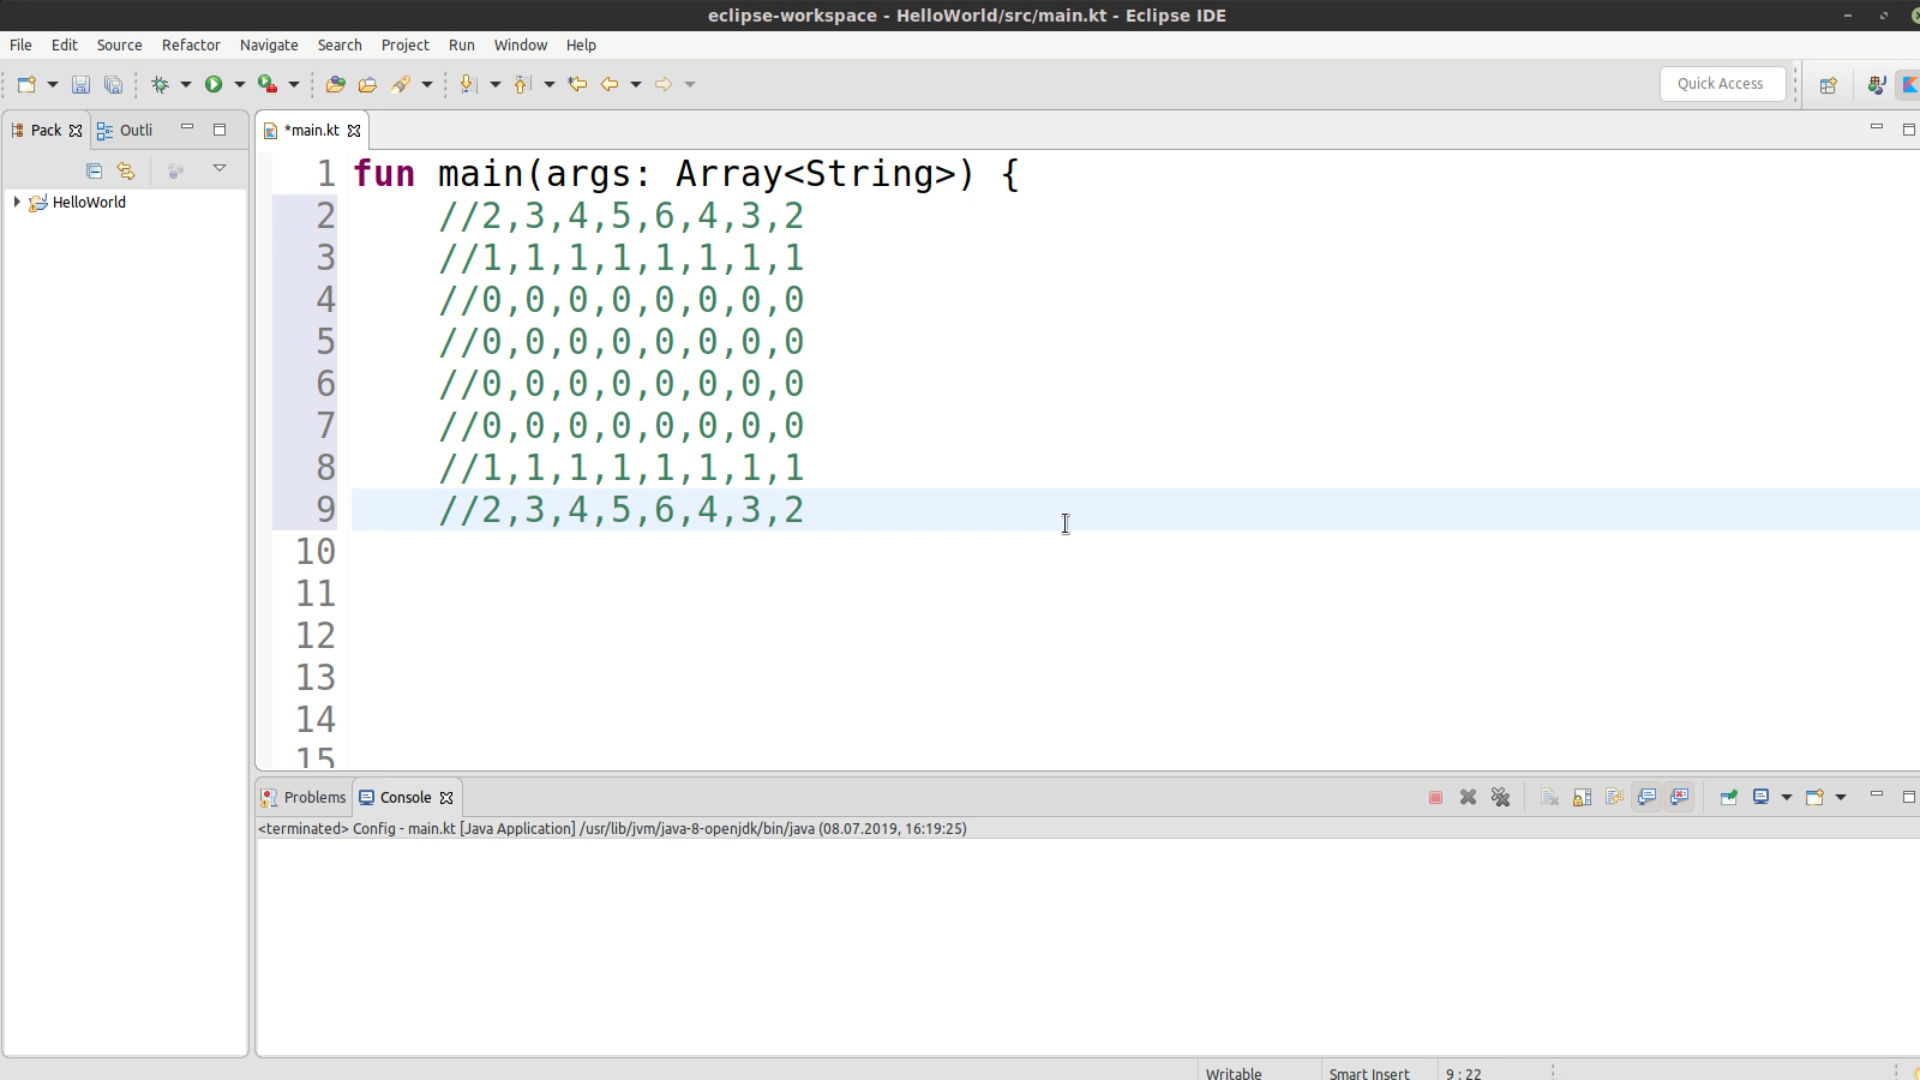 eclipse-workspace - HelloWorld/src/main.kt - Eclipse IDE
File Edit Source Refactor Navigate Search Project Run Window Help
Quick Access
Pack Outli *main.kt
HelloWorld
1 fun main(args: Array<String>) {
2 //2,3,4,5,6,4,3,2
3 //1,1,1,1,1,1,1,1
4 //0,0,0,0,0,0,0,0
5 //0,0,0,0,0,0,0,0
6 //0,0,0,0,0,0,0,0
7 //0,0,0,0,0,0,0,0
8 //1,1,1,1,1,1,1,1
9 //2,3,4,5,6,4,3,2
10
11
12
13
14
15
Problems Console
<terminated> Config - main.kt [Java Application] /usr/lib/jvm/java-8-openjdk/bin/java (08.07.2019, 16:19:25)
Writable Smart Insert 9 : 22